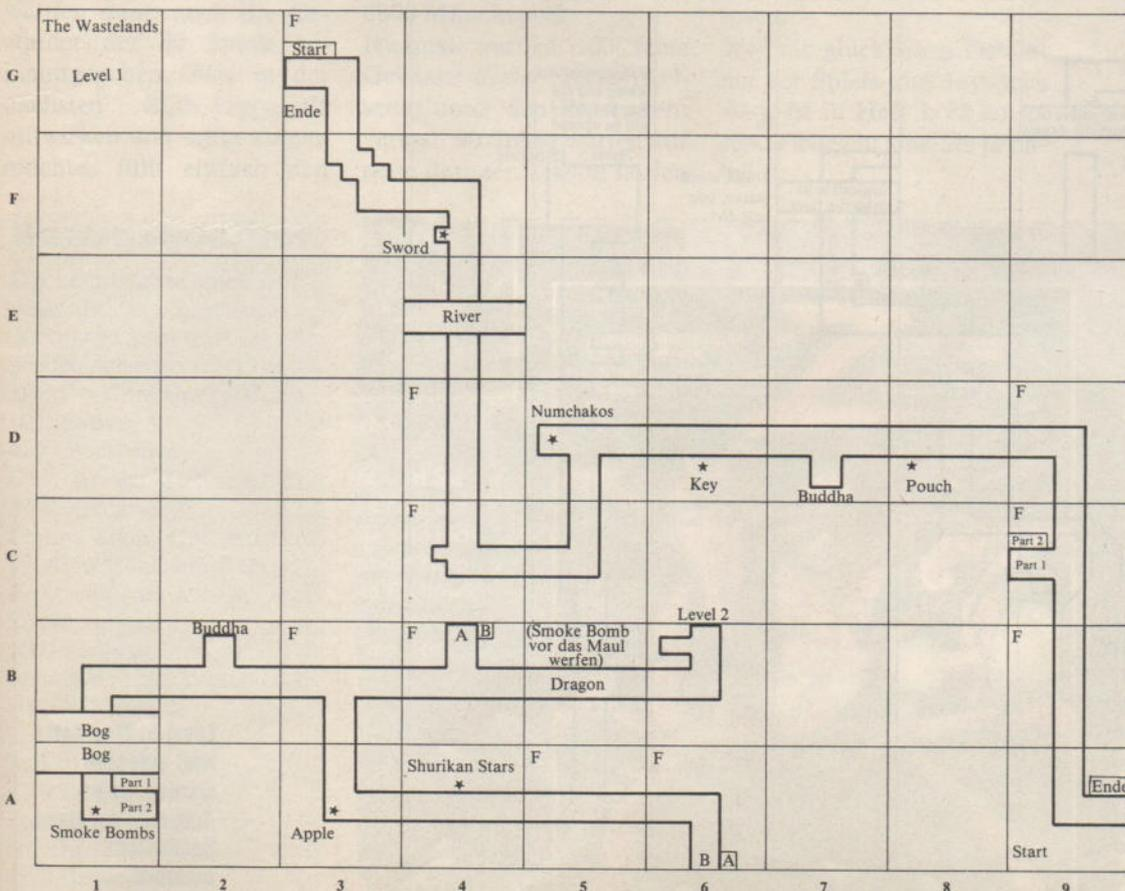 The Wastelands
F
Start
G
Level 1
Ende
F
Sword
E
River
F
F
Numchakos
D
Key
Pouch
Buddha
F
F
Part 2
C
Part 1
Level 2
Buddha
F
F
A
B
(Smoke Bomb
vor das Maul
werfen)
F
B
Dragon
Bog
Bog
F
F
Shurikan Stars
Part 1
Ende
A
Part 2
Smoke Bombs
Apple
B
A
Start
1
2
3
4
5
6
7
8
9